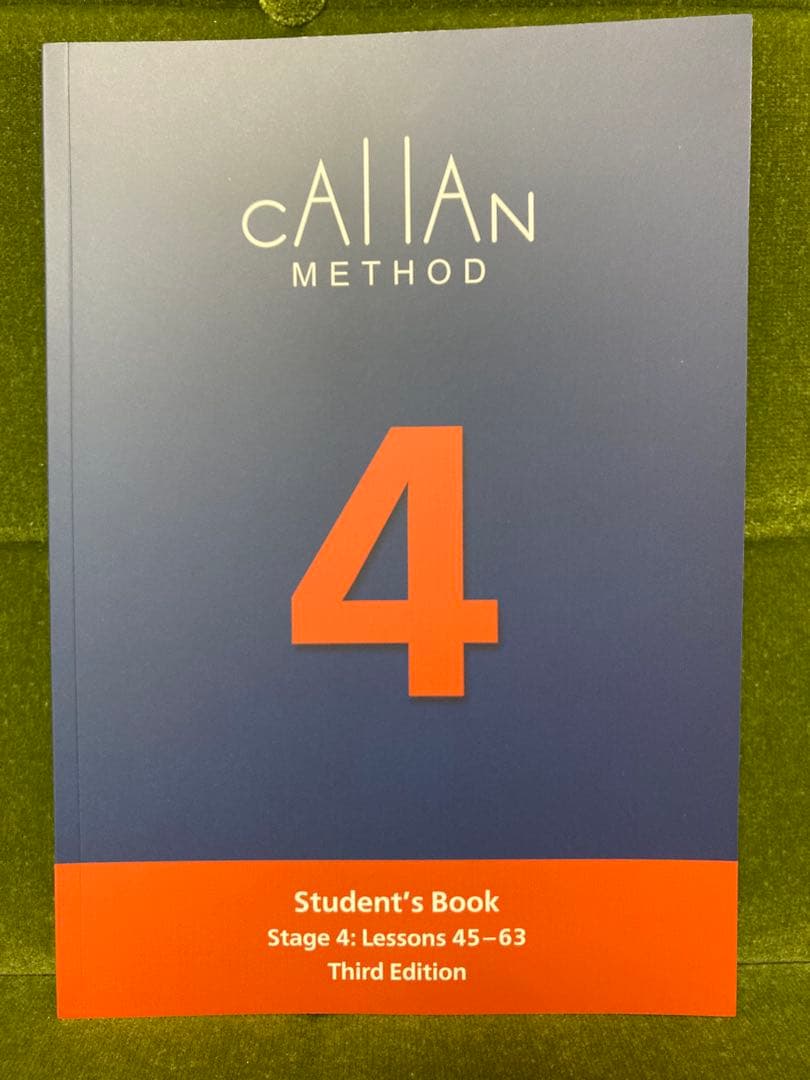 CALLAN
METHOD
4
Student's Book
Stage 4: Lessons 45–63
Third Edition